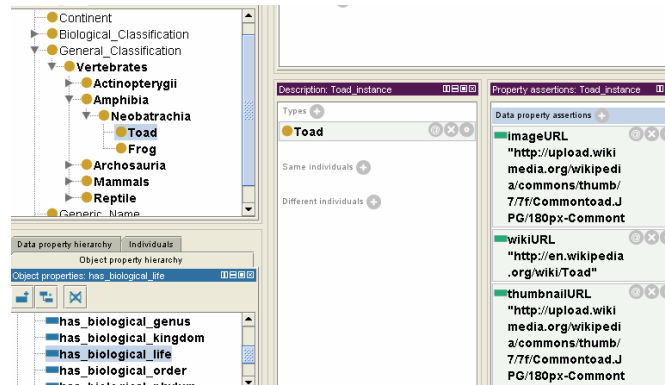 Continent
Biological_Classification
General_Classification
Vertebrates
Actinopterygii
Amphibia
Neobatrachia
Toad
Frog
Archosauria
Mammals
Reptile
Generic_Name
Data property hierarchy Individuals
Object property hierarchy
Object properties: has_biological_life
has_biological_genus
has_biological_kingdom
has_biological_life
has_biological_order
has_biological_phylum
Description: Toad_instance
Types
Toad
Same individuals
Different individuals
Property assertions: Toad_instance
Data property assertions
imageURL
"http://upload.wiki
media.org/wikipedi
a/commons/thumb/
7/7f/Commontoad.J
PG/180px-Commont
wikiURL
"http://en.wikipedia
.org/wiki/Toad"
thumbnailURL
"http://upload.wiki
media.org/wikipedi
a/commons/thumb/
7/7f/Commontoad.J
PG/180px-Commont